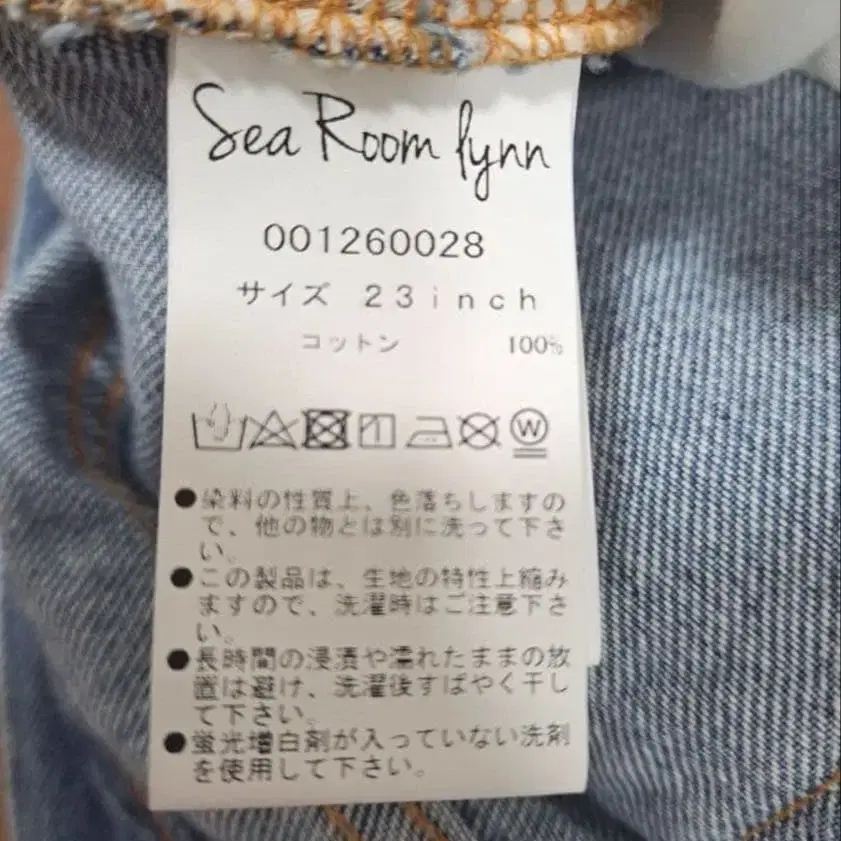 Sea Room lynn
001260028
サイズ 23inch
コットン 100%
W
●染料の性質上、色落ちしますの
で、他の物とは別に洗って下さ
い。
●この製品は、生地の特性上縮み
ますので、洗濯時はご注意下さ
い。
●長時間の浸漬や濡れたままの放
置は避け、洗濯後すばやく干し
て下さい。
●蛍光増白剤が入っていない洗剤
を使用して下さい。